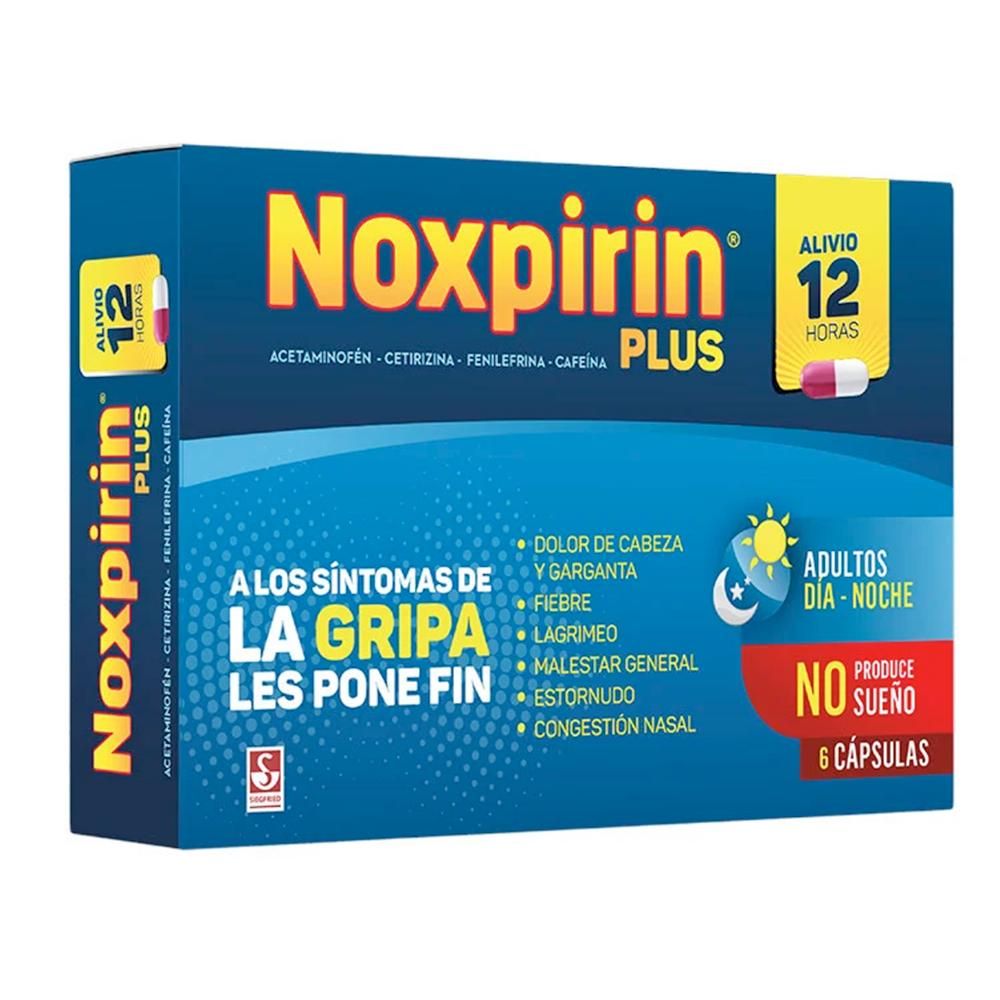 Noxpirin®
PLUS
ACETAMINOFÉN - CETIRIZINA - FENILEFRINA - CAFEÍNA
ALIVIO
12
HORAS
A LOS SÍNTOMAS DE
LA GRIPA
LES PONE FIN
• DOLOR DE CABEZA
Y GARGANTA
• FIEBRE
• LAGRIMEO
• MALESTAR GENERAL
• ESTORNUDO
• CONGESTIÓN NASAL
ADULTOS
DÍA - NOCHE
NO PRODUCE
SUEÑO
6 CÁPSULAS
SIEGFRIED
ALIVIO
12
HORAS
Noxpirin®
PLUS
ACETAMINOFÉN - CETIRIZINA - FENILEFRINA - CAFEÍNA